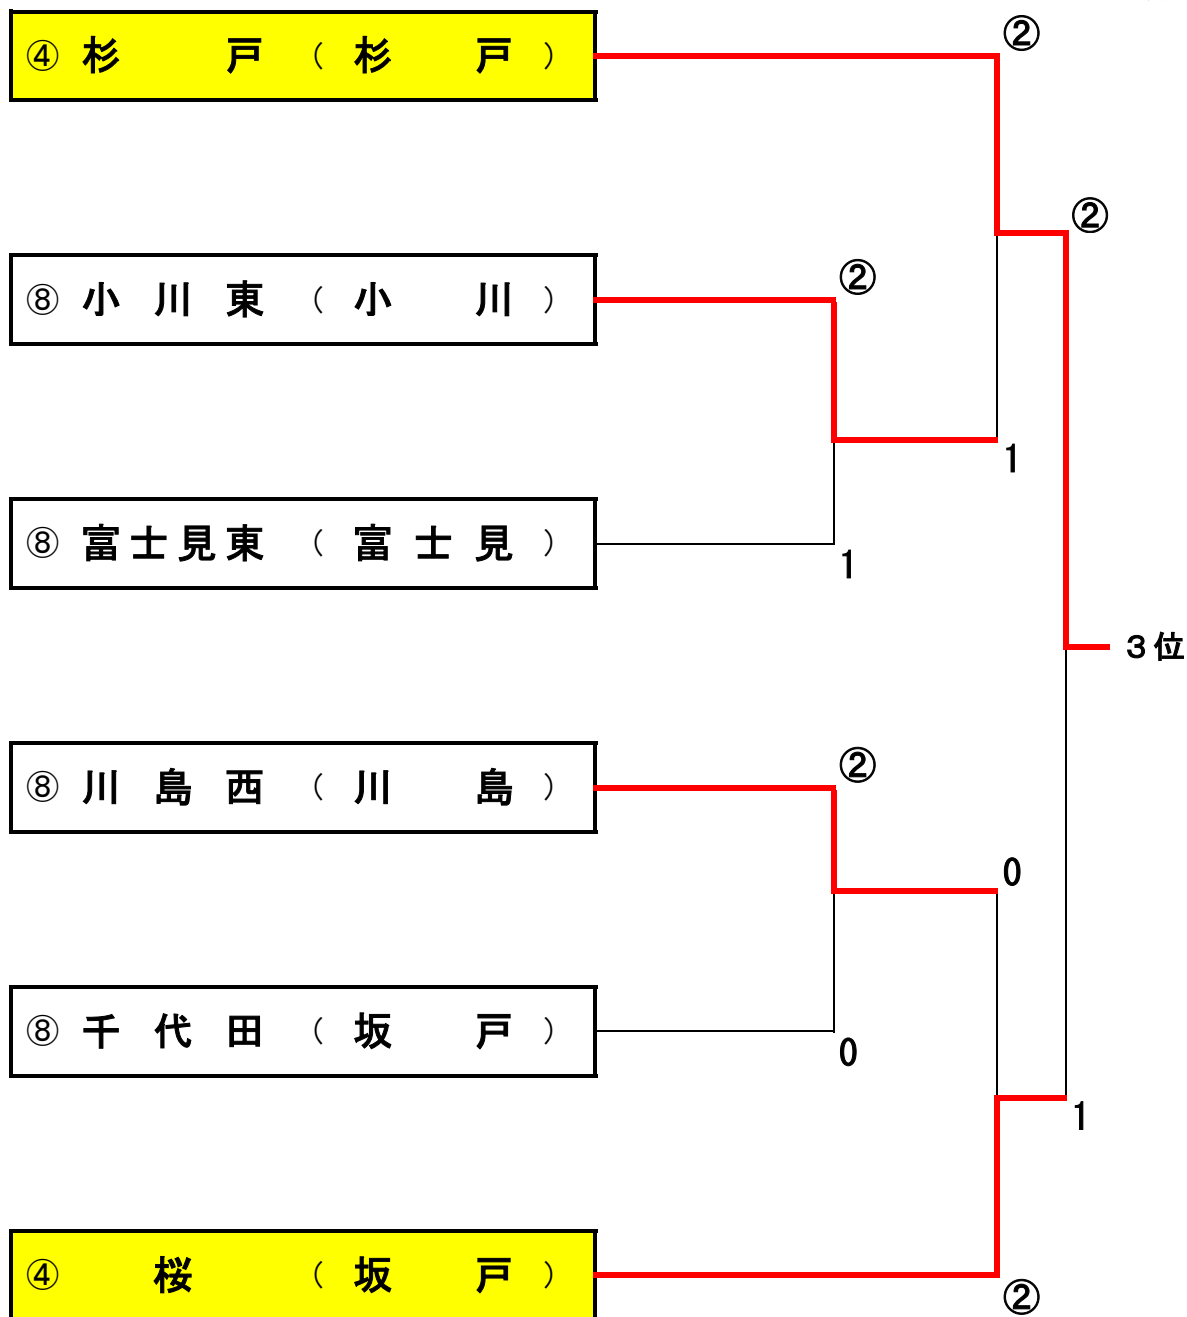 ②
④ 杉戸（杉戸）
②
②
⑧ 小川東（小川）
1
⑧ 富士見東（富士見）
1
３位
②
⑧ 川島西（川島）
0
⑧ 千代田（坂戸）
0
1
④ 桜（坂戸）
②